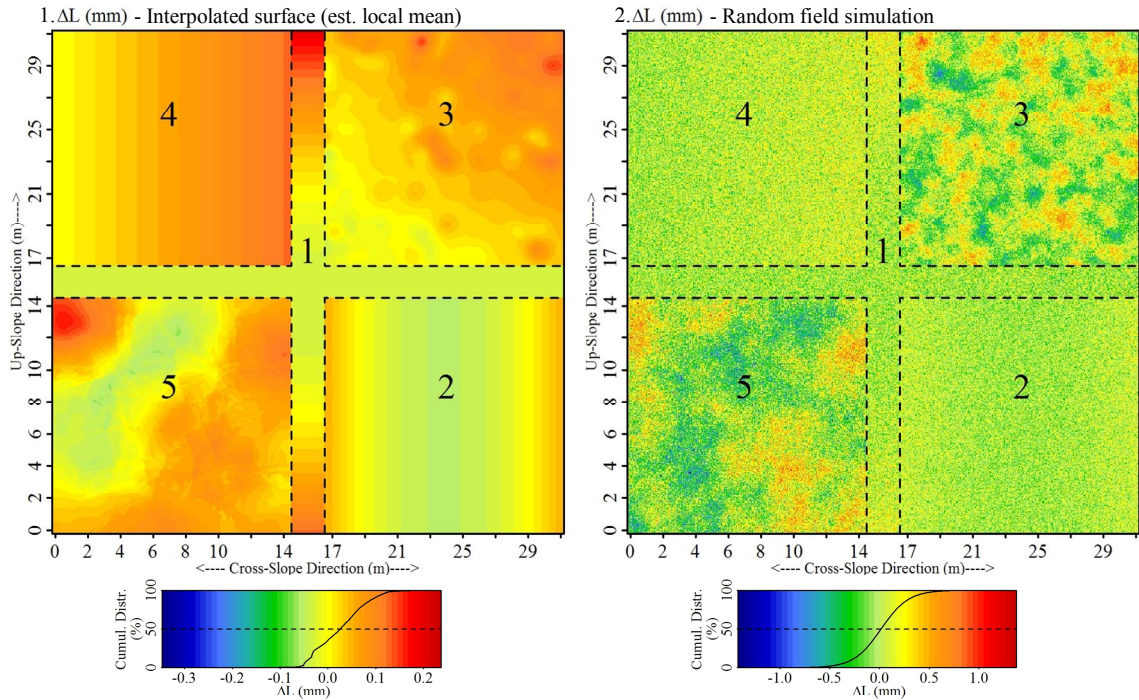 1. ΔL (mm) - Interpolated surface (est. local mean)
4
3
1
5
2
Up-Slope Direction (m)---->
0 2 4 6 8 10 12 14 17 21 25 29
0 2 4 6 8 10 12 14 17 21 25 29
<---- Cross-Slope Direction (m)---->
Cumul. Distr.
(%)
0 50 100
-0.3 -0.2 -0.1 0.0 0.1 0.2
ΔL (mm)
2. ΔL (mm) - Random field simulation
4
3
1
5
2
Up-Slope Direction (m)---->
0 2 4 6 8 10 12 14 17 21 25 29
0 2 4 6 8 10 12 14 17 21 25 29
<---- Cross-Slope Direction (m)---->
Cumul. Distr.
(%)
0 50 100
-1.0 -0.5 0.0 0.5 1.0
ΔL (mm)